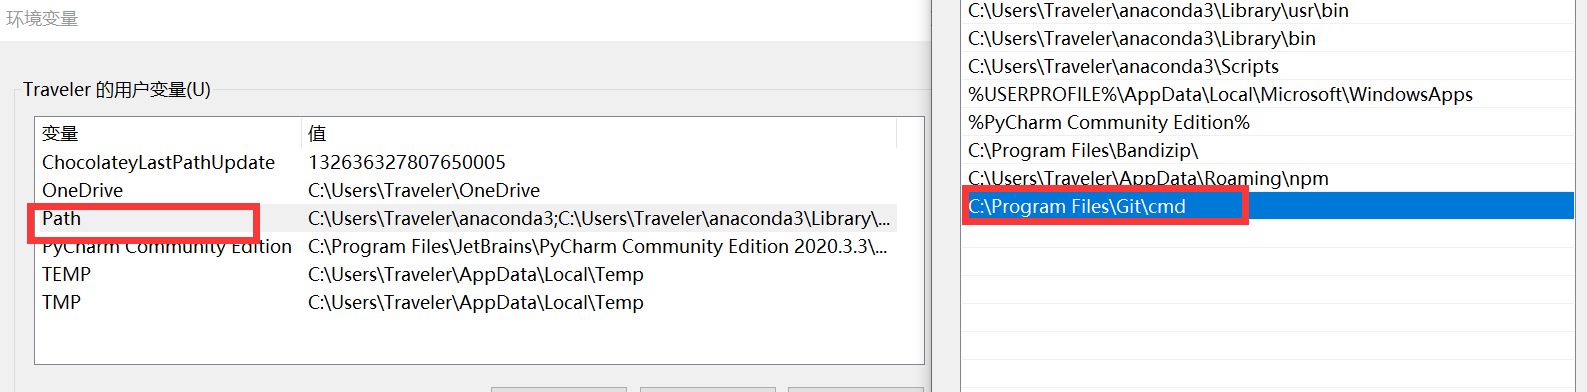 环境变量
Traveler 的用户变量(U)
变量 值
ChocolateyLastPathUpdate 132636327807650005
OneDrive C:\Users\Traveler\OneDrive
Path C:\Users\Traveler\anaconda3;C:\Users\Traveler\anaconda3\Library\...
PyCharm Community Edition C:\Program Files\JetBrains\PyCharm Community Edition 2020.3.3\...
TEMP C:\Users\Traveler\AppData\Local\Temp
TMP C:\Users\Traveler\AppData\Local\Temp
C:\Users\Traveler\anaconda3\Library\usr\bin
C:\Users\Traveler\anaconda3\Library\bin
C:\Users\Traveler\anaconda3\Scripts
%USERPROFILE%\AppData\Local\Microsoft\WindowsApps
%PyCharm Community Edition%
C:\Program Files\Bandizip\
C:\Users\Traveler\AppData\Roaming\npm
C:\Program Files\Git\cmd